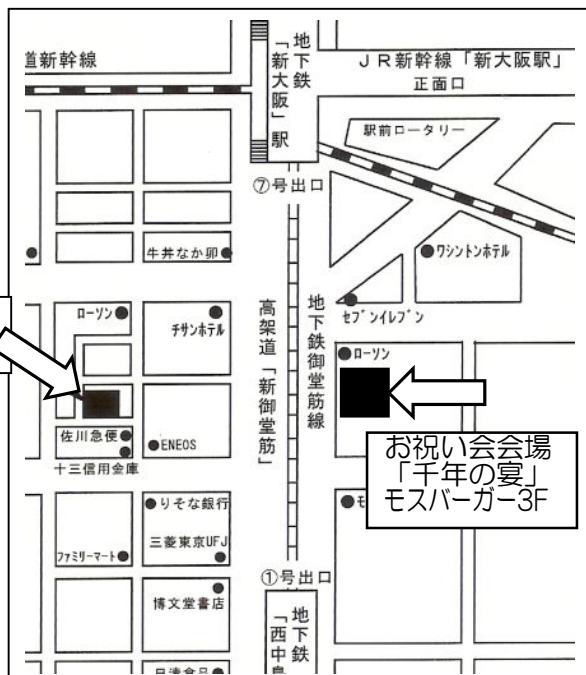 道新幹線
地下鉄
「新大阪」駅
JR新幹線「新大阪駅」
正面口
駅前ロータリー
⑦号出口
牛丼なか卯
ワシントンホテル
ローソン
チサンホテル
高架道「新御堂筋」
地下鉄御堂筋線
セブンイレブン
ローソン
佐川急便
十三信用金庫
ENEOS
お祝い会会場
「千年の宴」
モスバーガー3F
りそな銀行
三菱東京UFJ
ファミリーマート
モ
①号出口
博文堂書店
地下鉄
「西中島
日清食品